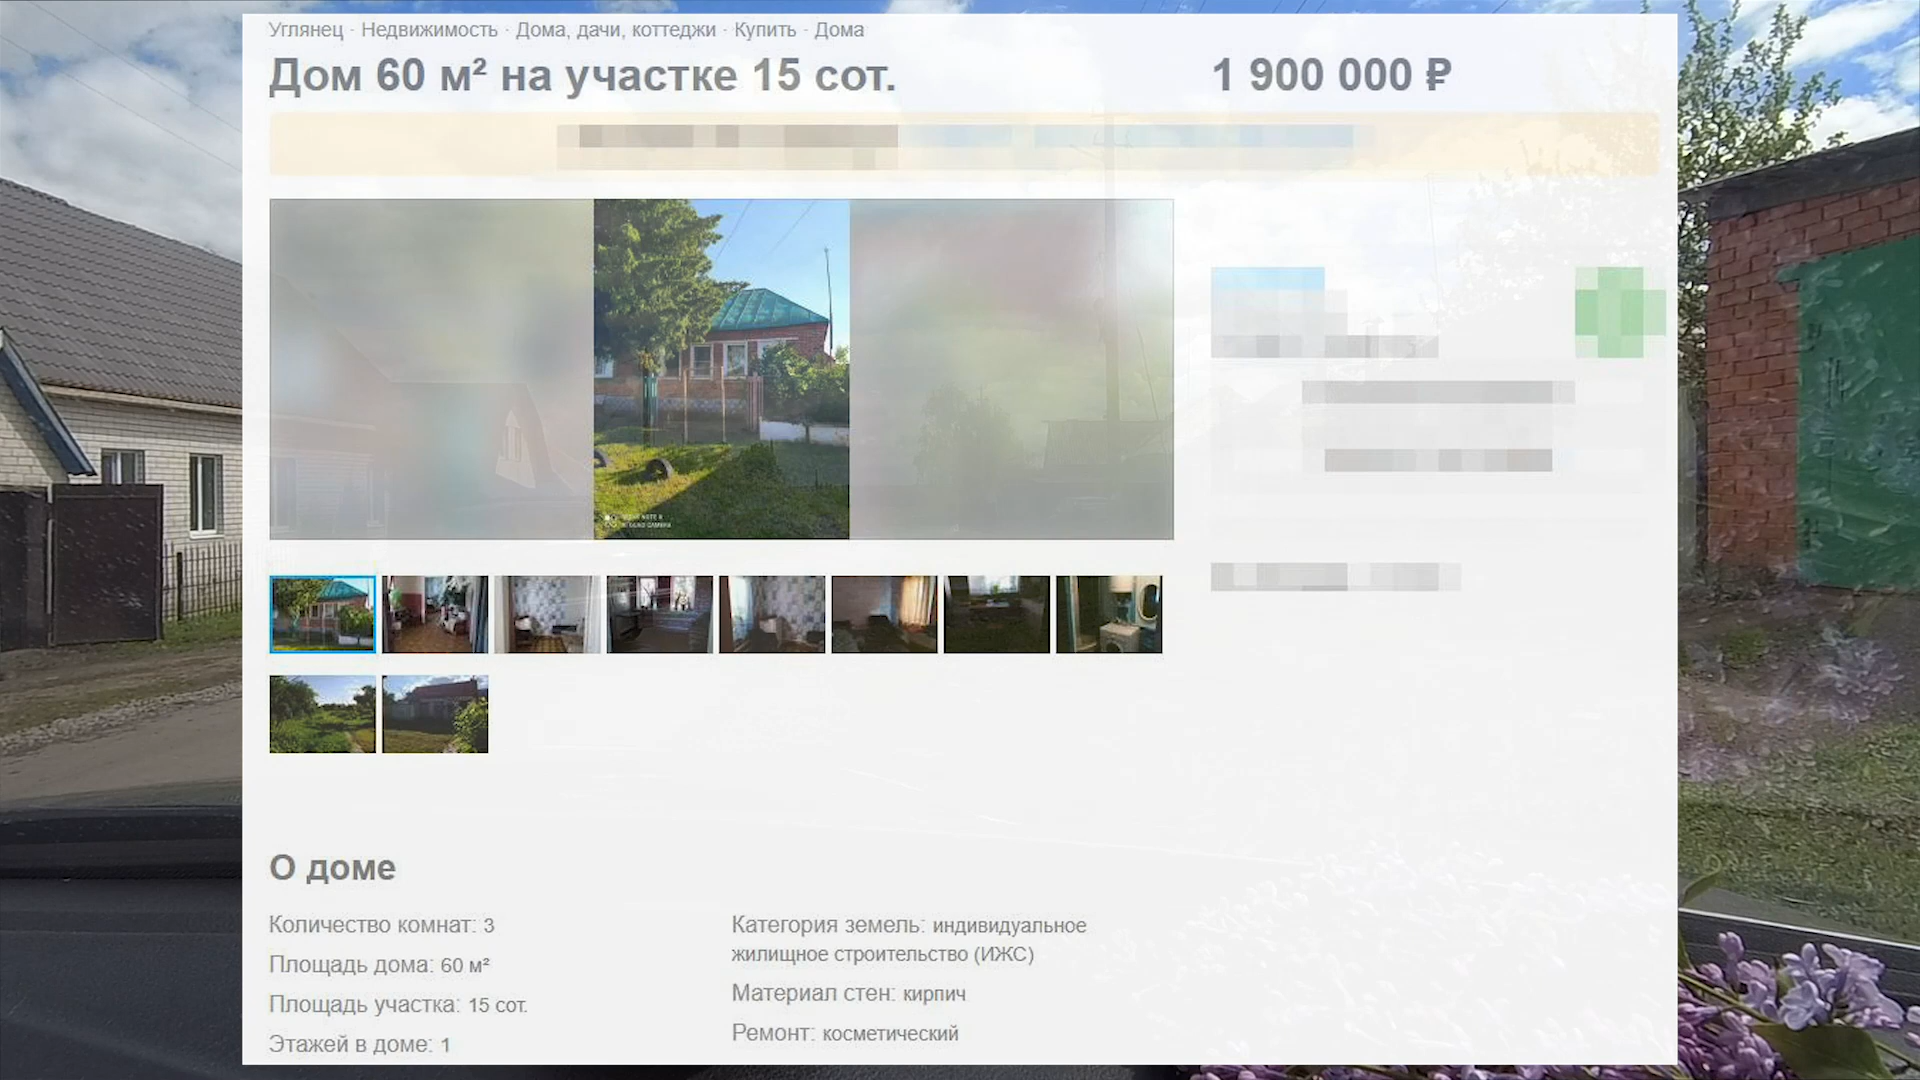 Углянец · Недвижимость · Дома, дачи, коттеджи · Купить · Дома
Дом 60 м² на участке 15 сот.
1 900 000 ₽
О доме
Количество комнат: 3
Площадь дома: 60 м²
Площадь участка: 15 сот.
Этажей в доме: 1
Категория земель: индивидуальное
жилищное строительство (ИЖС)
Материал стен: кирпич
Ремонт: косметический